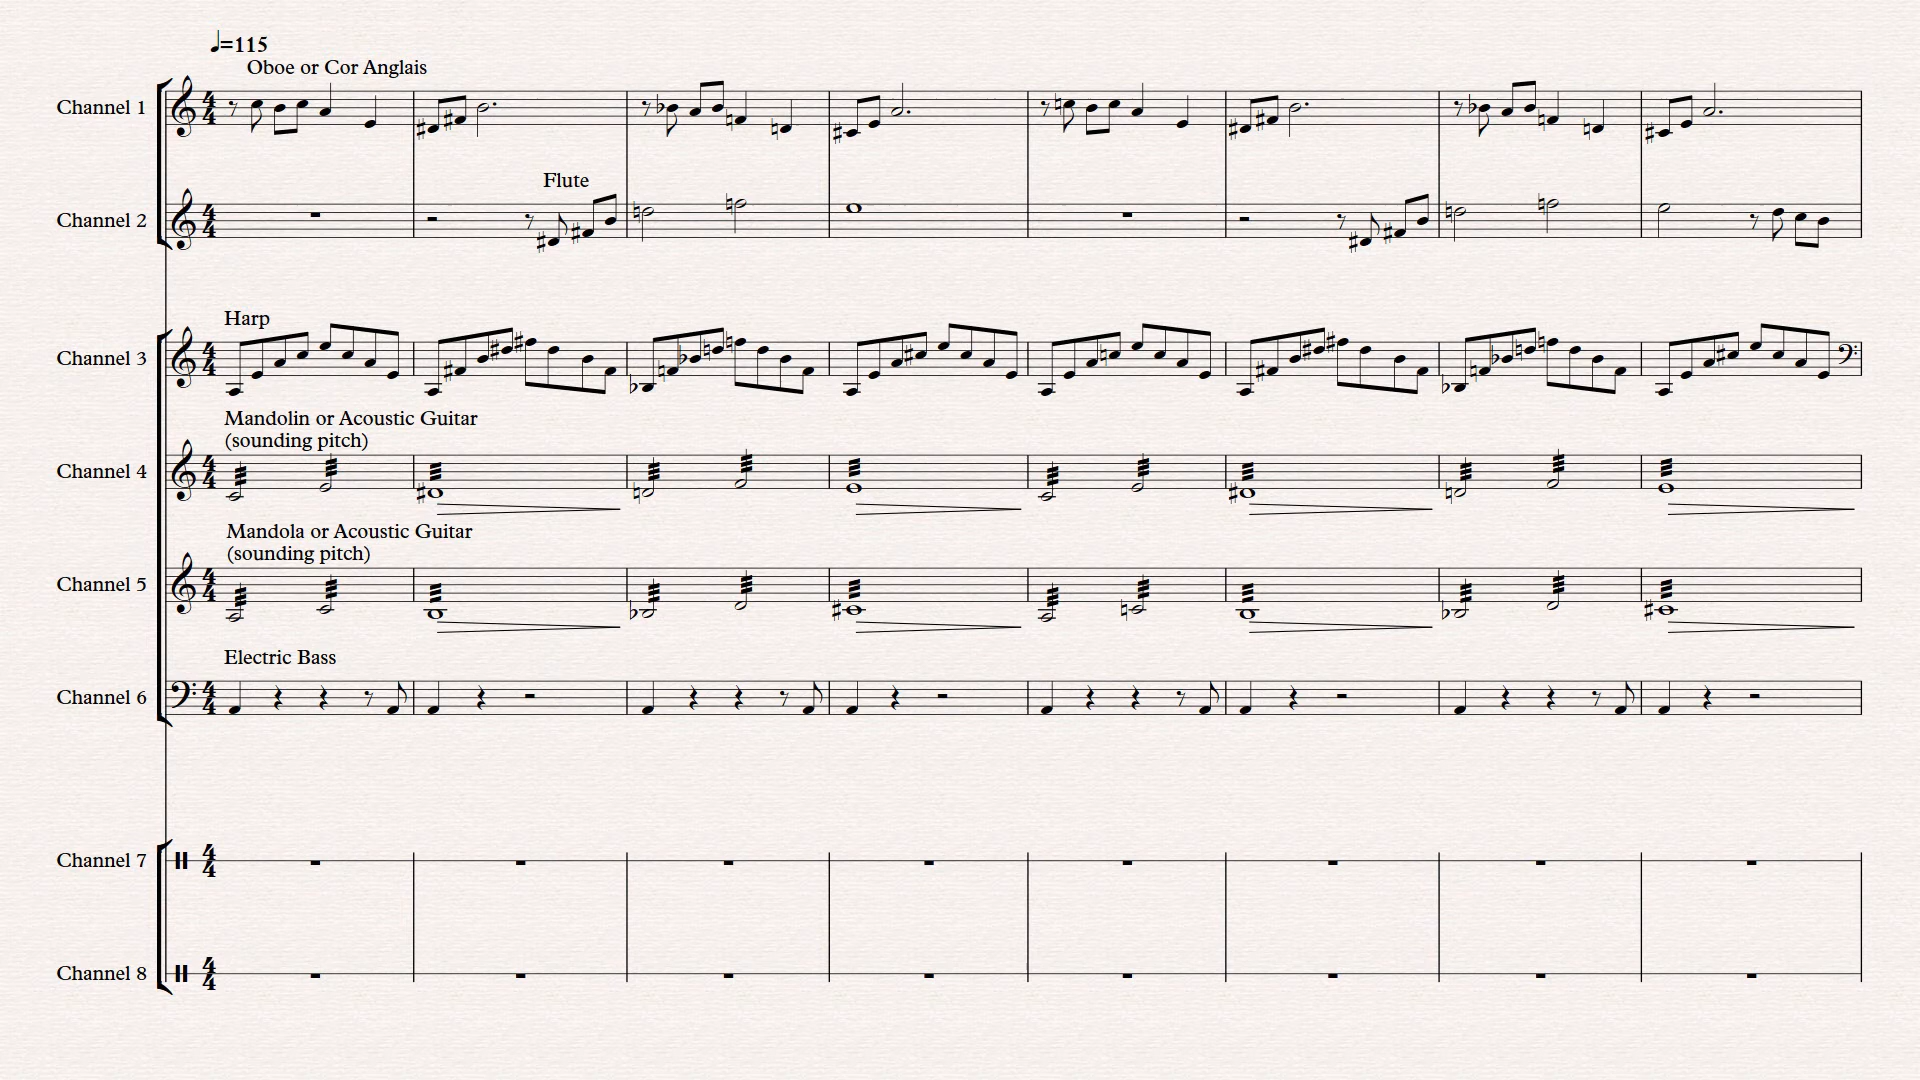 ♩=115
Oboe or Cor Anglais
Channel 1
Flute
Channel 2
Harp
Channel 3
Mandolin or Acoustic Guitar
(sounding pitch)
Channel 4
Mandola or Acoustic Guitar
(sounding pitch)
Channel 5
Electric Bass
Channel 6
Channel 7
Channel 8